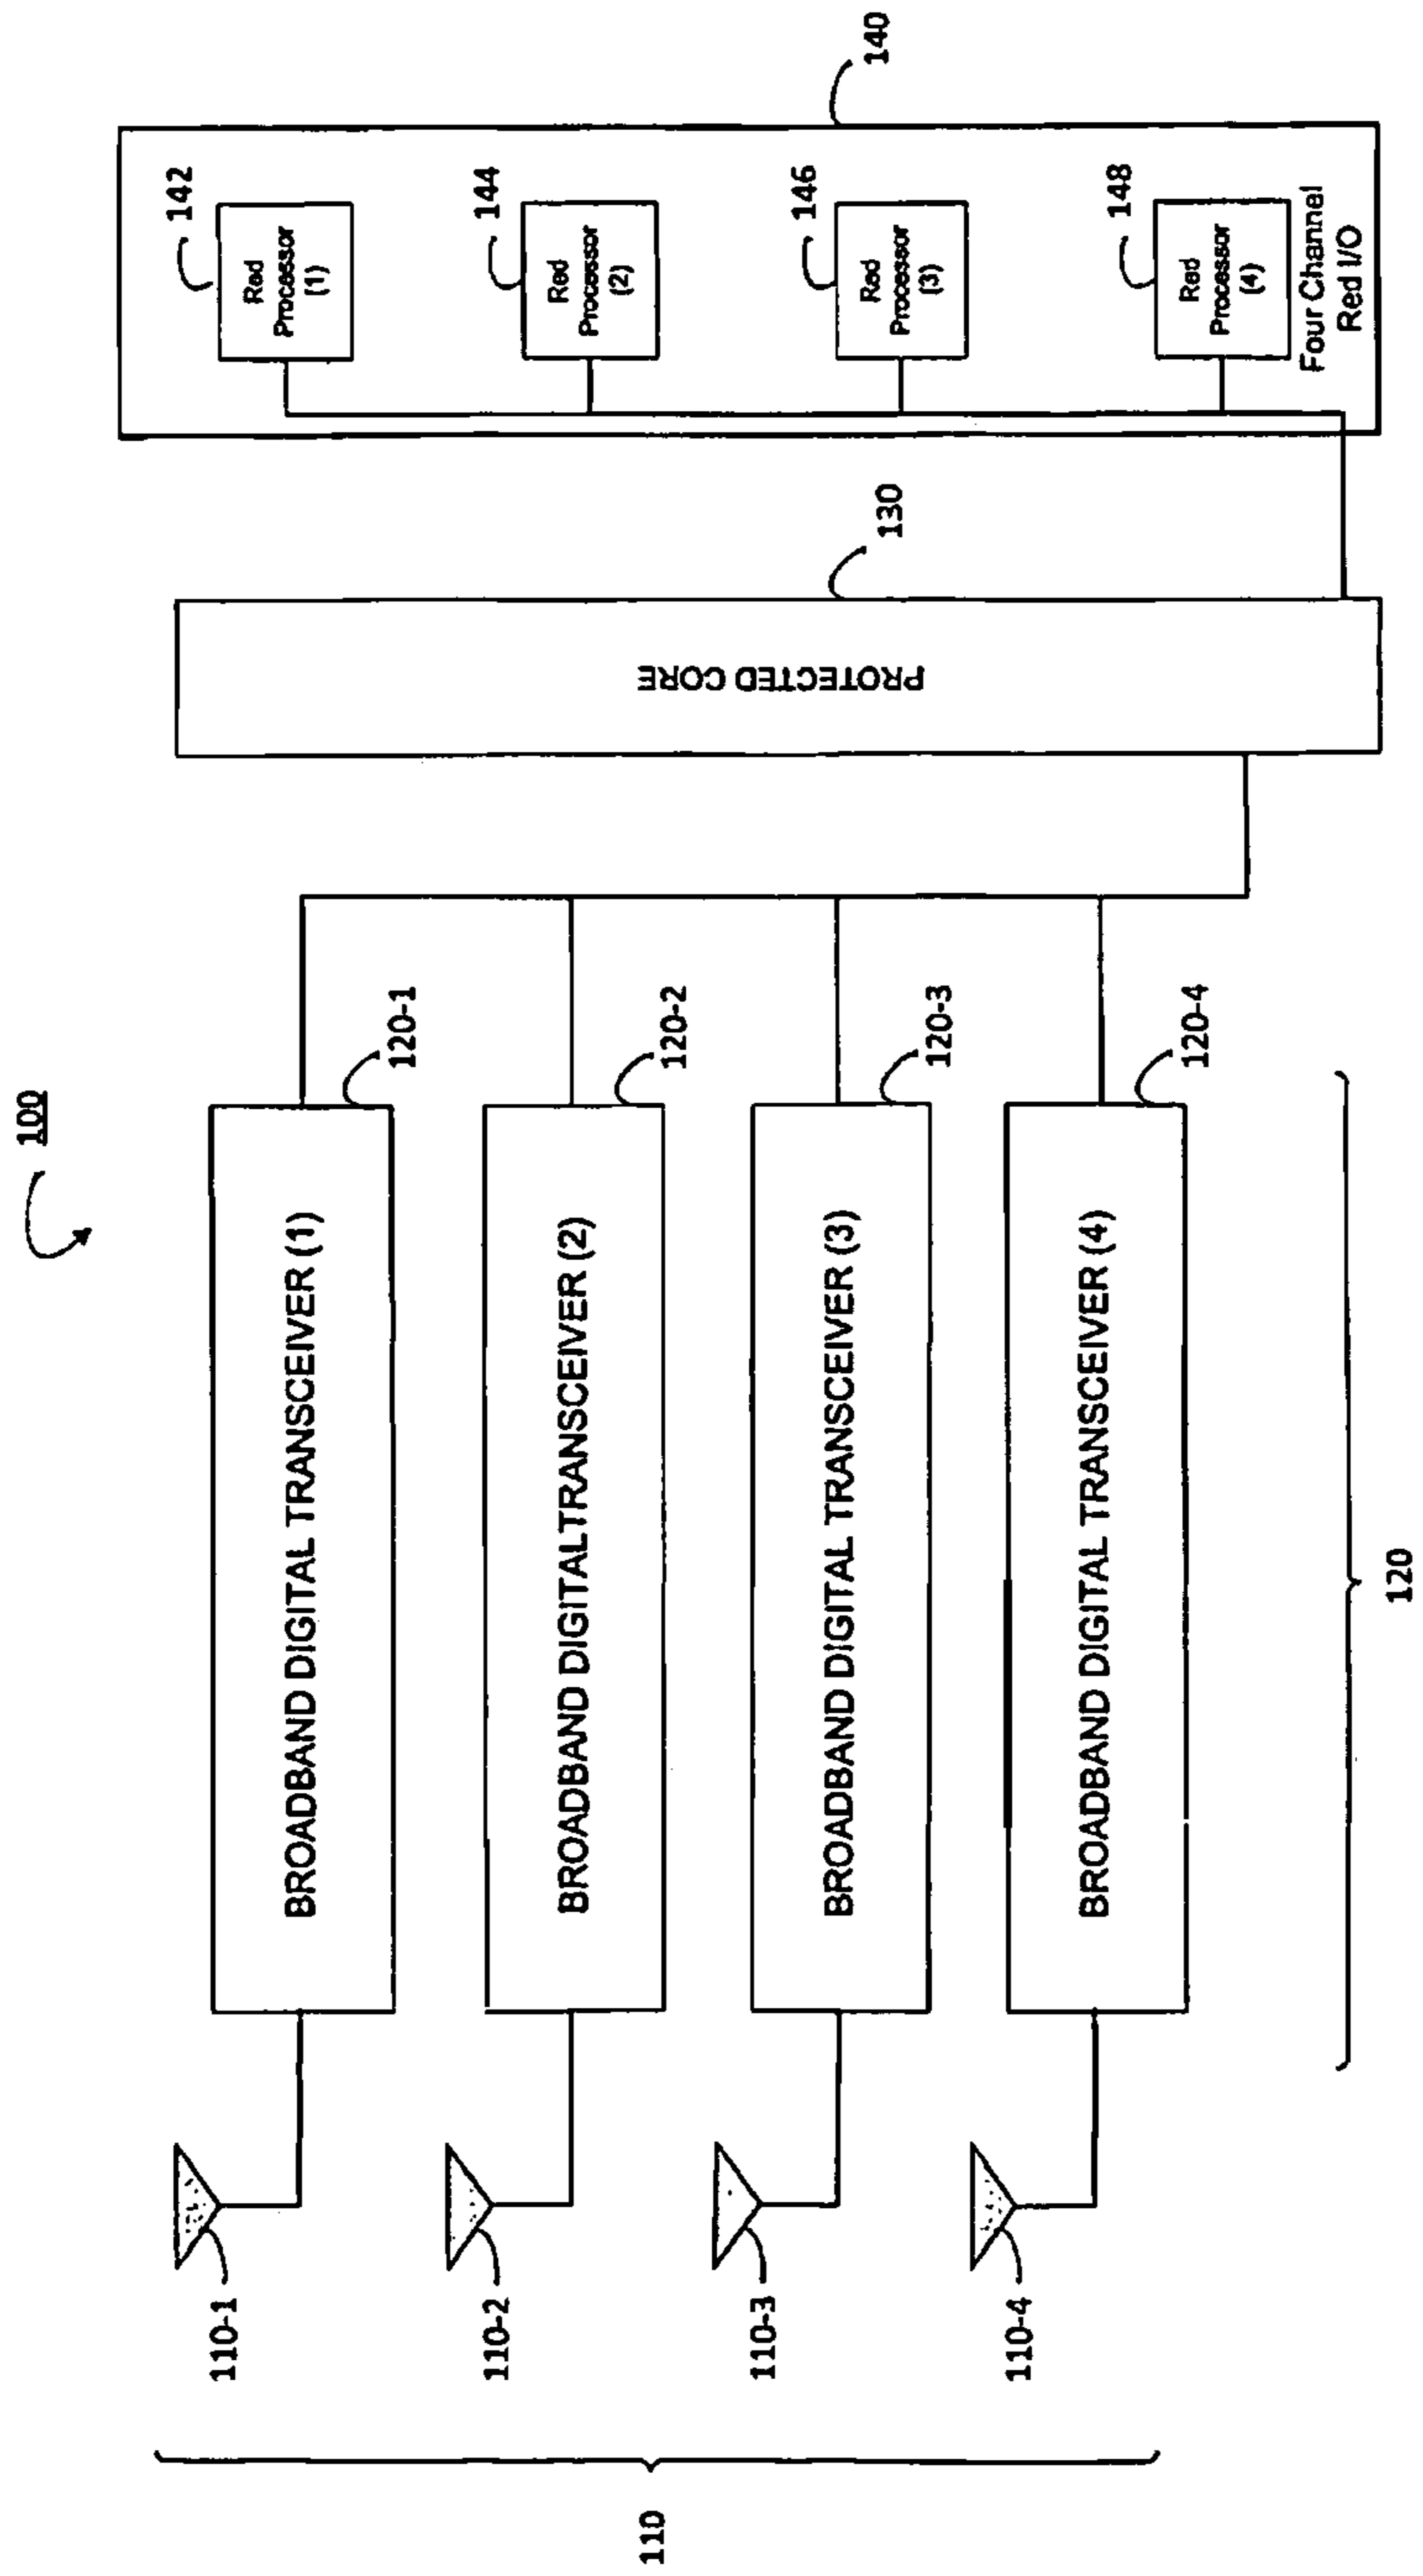 100
110
110-1
110-2
110-3
110-4
BROADBAND DIGITAL TRANSCEIVER (1)
120-1
BROADBAND DIGITALTRANSCEIVER (2)
120-2
BROADBAND DIGITAL TRANSCEIVER (3)
120-3
BROADBAND DIGITAL TRANSCEIVER (4)
120-4
120
PROTECTED CORE
130
140
142
Red
Processor
(1)
144
Red
Processor
(2)
146
Red
Processor
(3)
148
Red
Processor
(4)
Four Channel
Red I/O